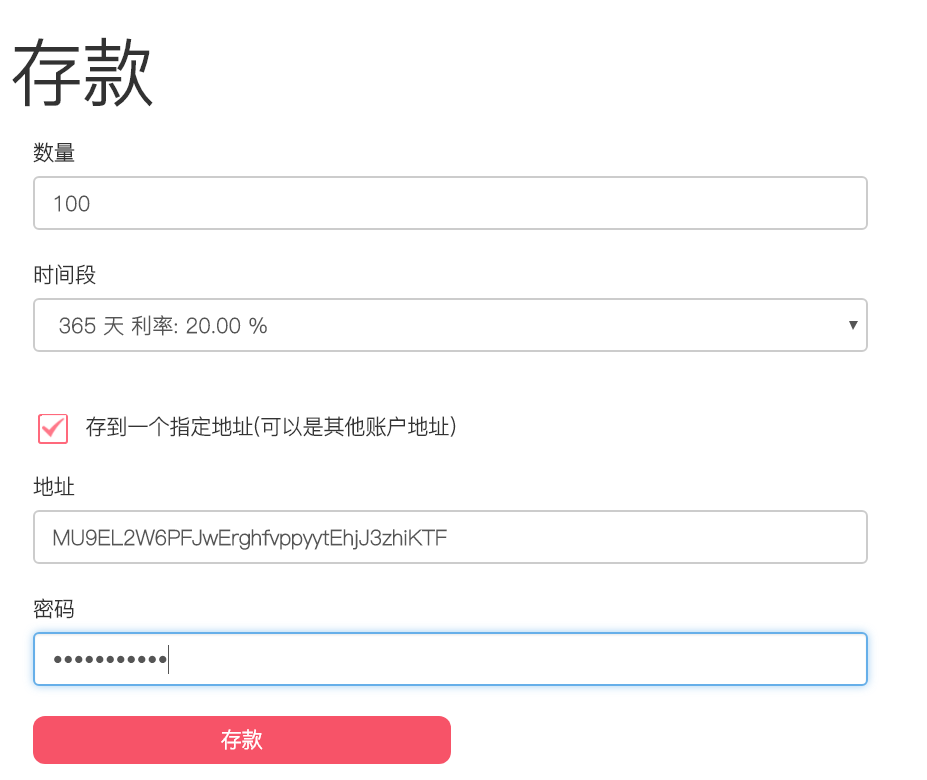 存款
数量
100
时间段
365 天 利率: 20.00 %
存到一个指定地址(可以是其他账户地址)
地址
MU9EL2W6PFJwErghfvppyytEhjJ3zhiKTF
密码
•••••••••••
存款